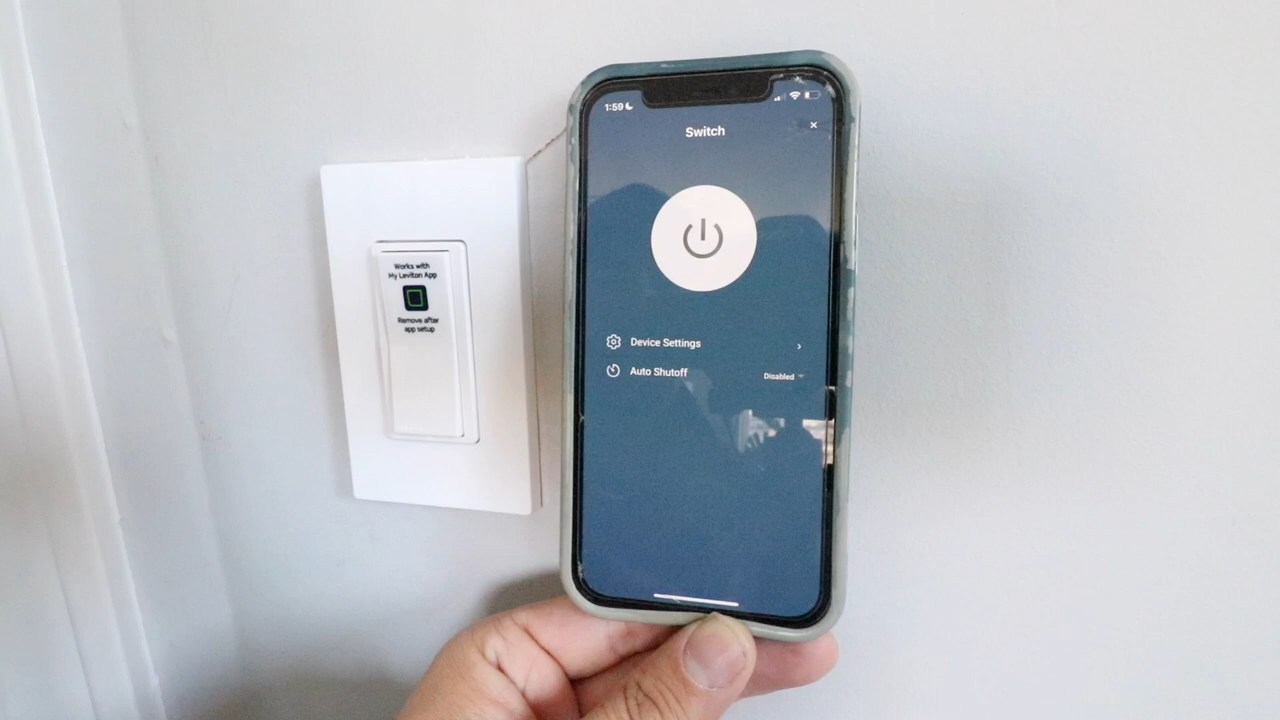 Works with
My Leviton App
Remove after
app setup
1:59
Switch
Device Settings
Auto Shutoff
Disabled